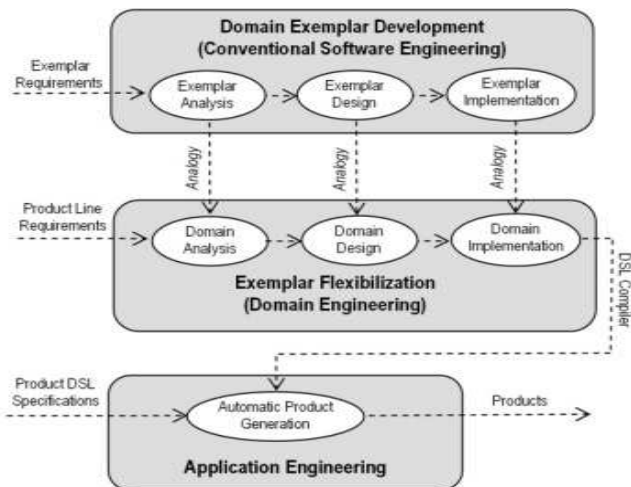 Domain Exemplar Development
(Conventional Software Engineering)
Exemplar
Requirements
Exemplar
Analysis
Exemplar
Design
Exemplar
Implementation
Analogy
Analogy
Analogy
Product Line
Requirements
Domain
Analysis
Domain
Design
Domain
Implementation
Exemplar Flexibilization
(Domain Engineering)
DSL Compiler
Product DSL
Specifications
Automatic Product
Generation
Products
Application Engineering